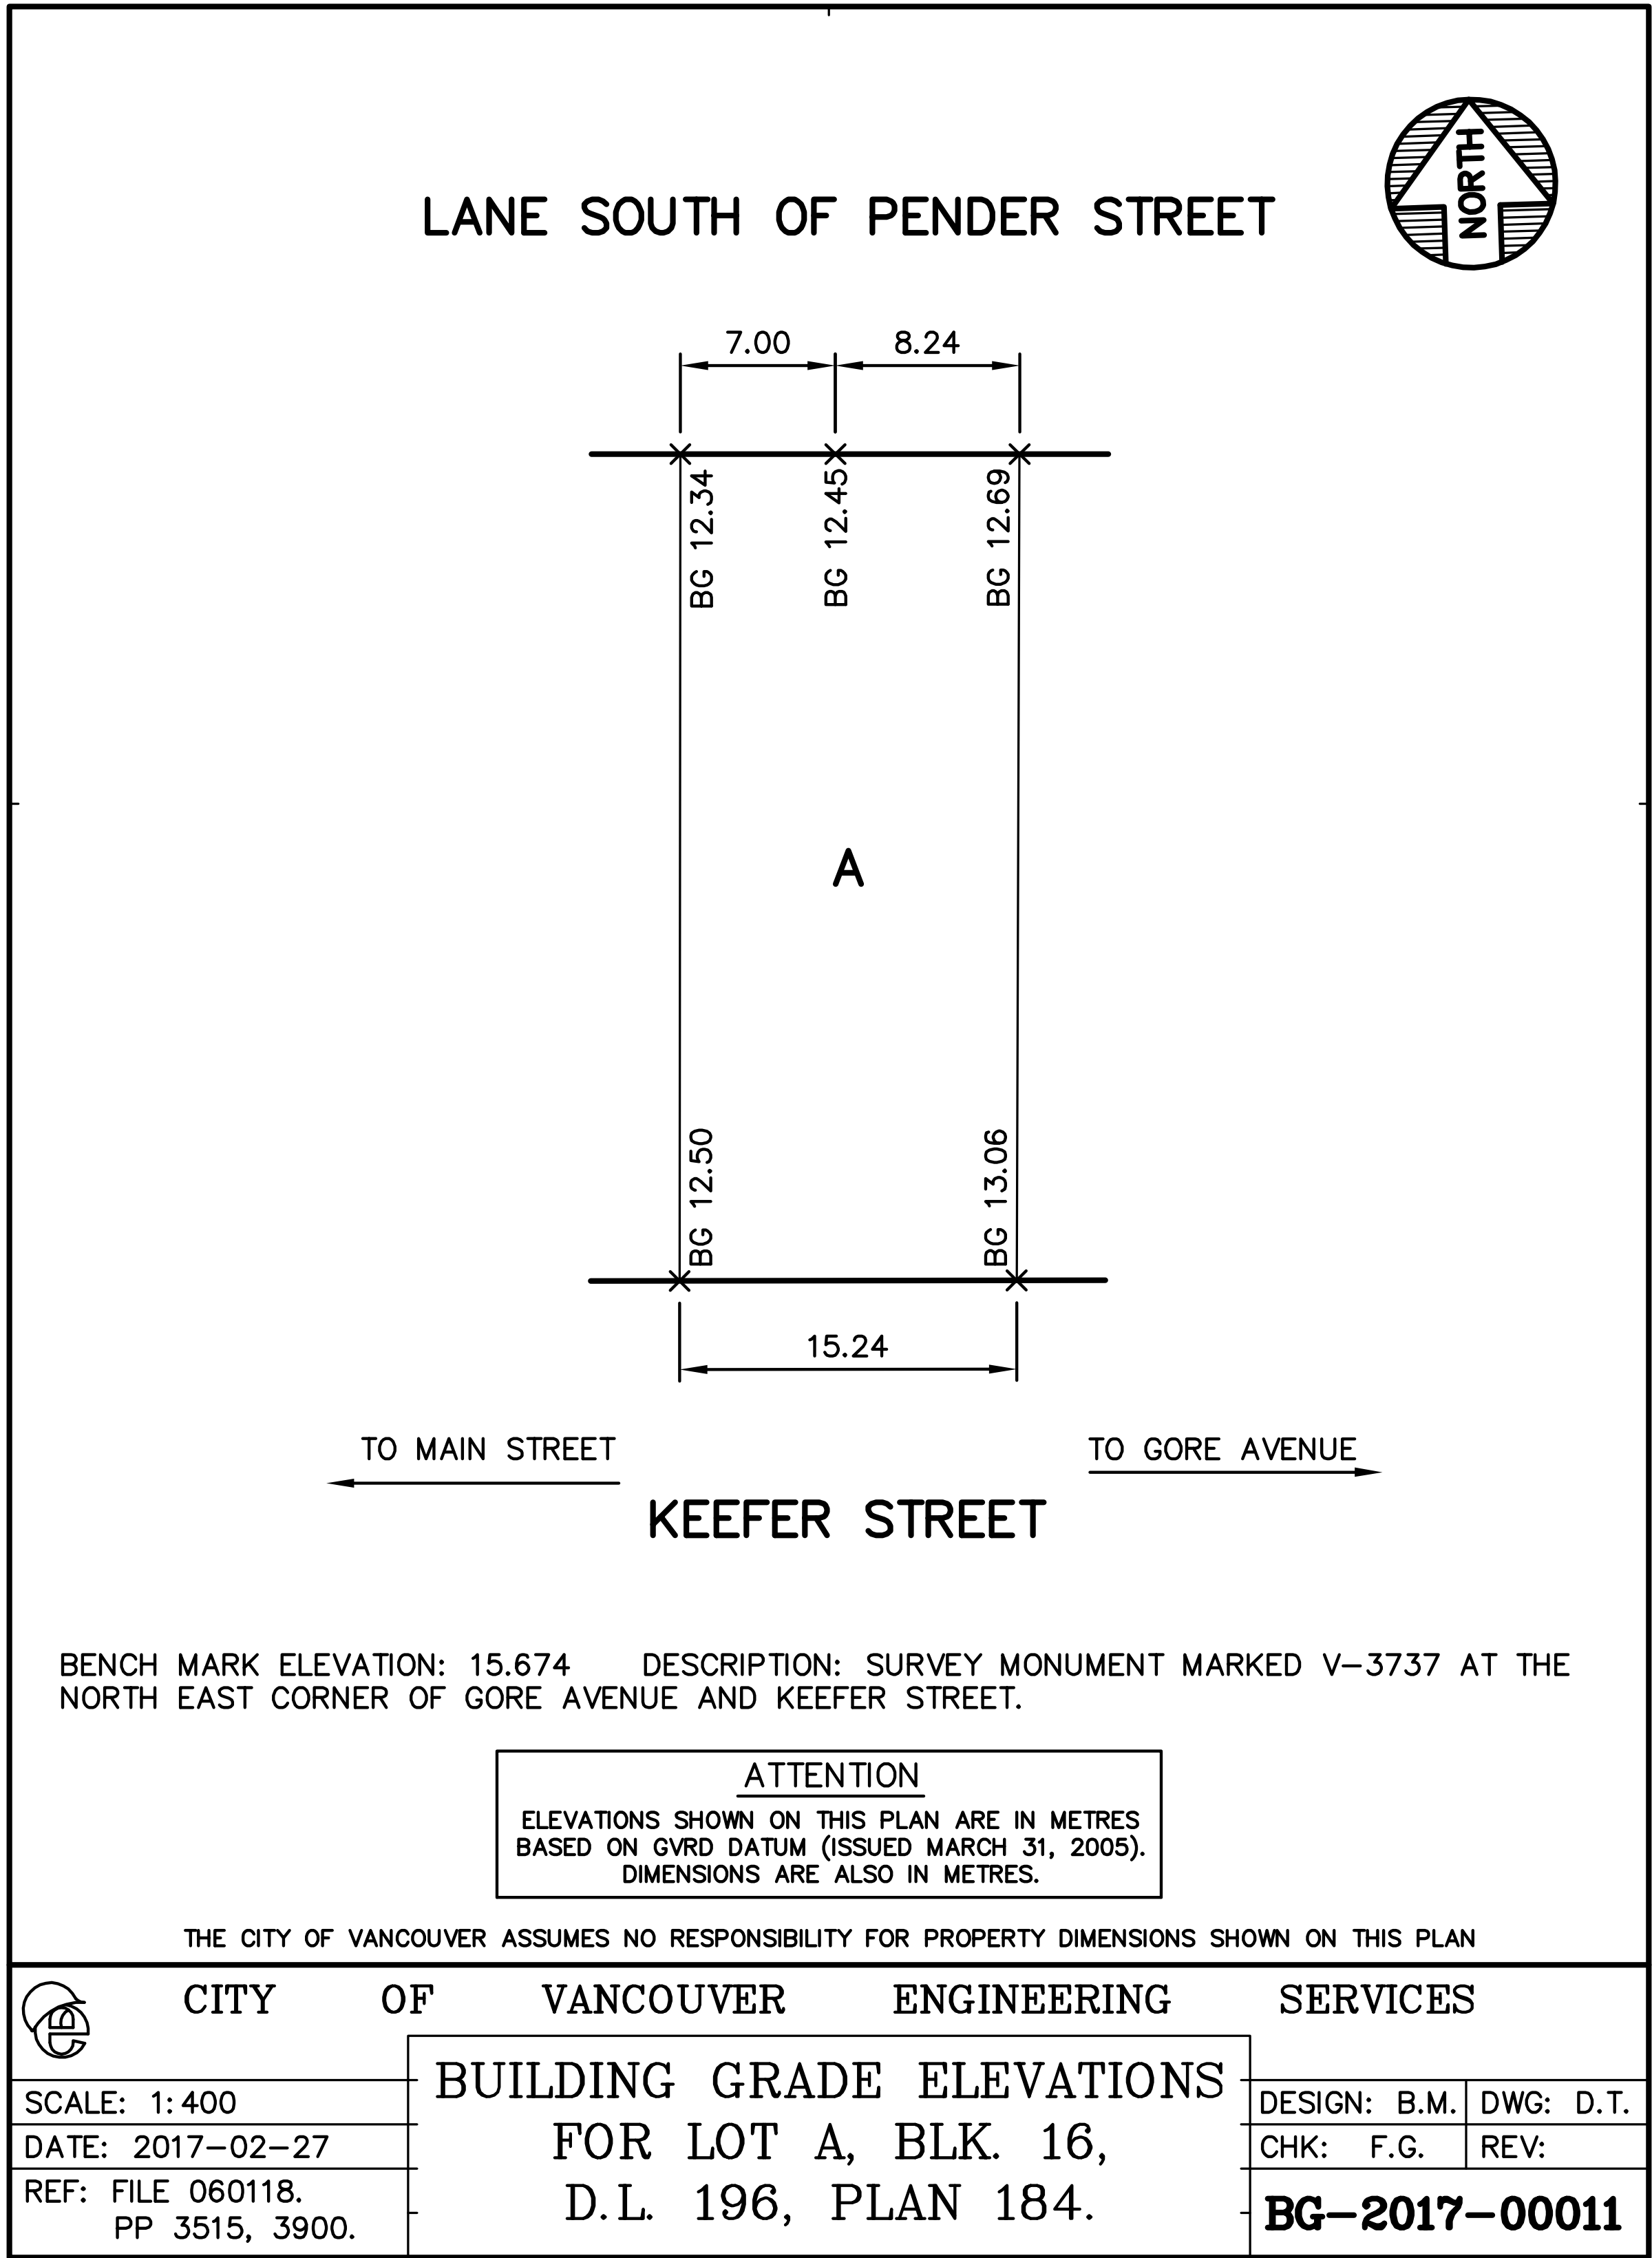 NORTH
LANE SOUTH OF PENDER STREET
7.00 8.24
BG 12.34 BG 12.45 BG 12.69
A
BG 12.50 BG 13.06
15.24
TO MAIN STREET TO GORE AVENUE
KEEFER STREET
BENCH MARK ELEVATION: 15.674 DESCRIPTION: SURVEY MONUMENT MARKED V-3737 AT THE
NORTH EAST CORNER OF GORE AVENUE AND KEEFER STREET.
ATTENTION
ELEVATIONS SHOWN ON THIS PLAN ARE IN METRES
BASED ON GVRD DATUM (ISSUED MARCH 31, 2005).
DIMENSIONS ARE ALSO IN METRES.
THE CITY OF VANCOUVER ASSUMES NO RESPONSIBILITY FOR PROPERTY DIMENSIONS SHOWN ON THIS PLAN
e
CITY OF VANCOUVER ENGINEERING SERVICES
SCALE: 1:400
DATE: 2017-02-27
REF: FILE 060118.
PP 3515, 3900.
BUILDING GRADE ELEVATIONS
FOR LOT A, BLK. 16,
D.L. 196, PLAN 184.
DESIGN: B.M. DWG: D.T.
CHK: F.G. REV:
BG-2017-00011